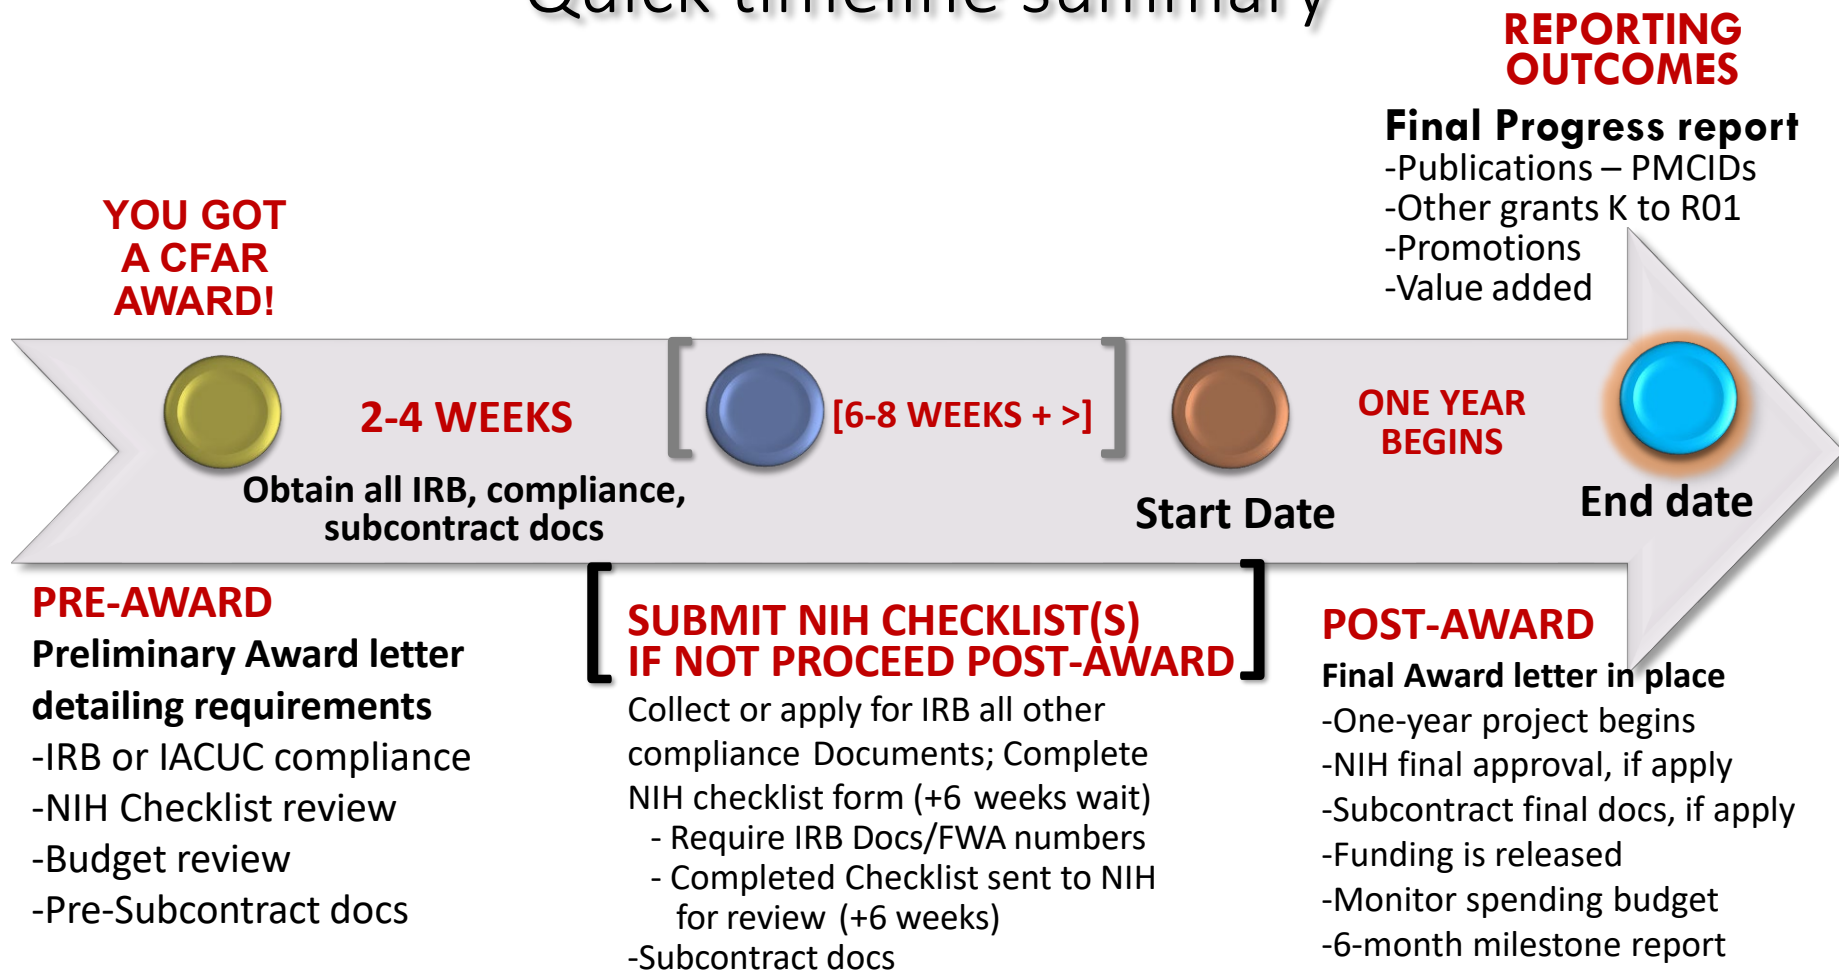 Quick timeline summary
REPORTING
OUTCOMES
Final Progress report
-Publications – PMCIDs
-Other grants K to R01
-Promotions
-Value added
YOU GOT
A CFAR
AWARD!
2-4 WEEKS
Obtain all IRB, compliance,
subcontract docs
[6-8 WEEKS + >]
Start Date
ONE YEAR
BEGINS
End date
PRE-AWARD
Preliminary Award letter
detailing requirements
-IRB or IACUC compliance
-NIH Checklist review
-Budget review
-Pre-Subcontract docs
SUBMIT NIH CHECKLIST(S)
IF NOT PROCEED POST-AWARD
Collect or apply for IRB all other
compliance Documents; Complete
NIH checklist form (+6 weeks wait)
- Require IRB Docs/FWA numbers
- Completed Checklist sent to NIH
for review (+6 weeks)
-Subcontract docs
POST-AWARD
Final Award letter in place
-One-year project begins
-NIH final approval, if apply
-Subcontract final docs, if apply
-Funding is released
-Monitor spending budget
-6-month milestone report